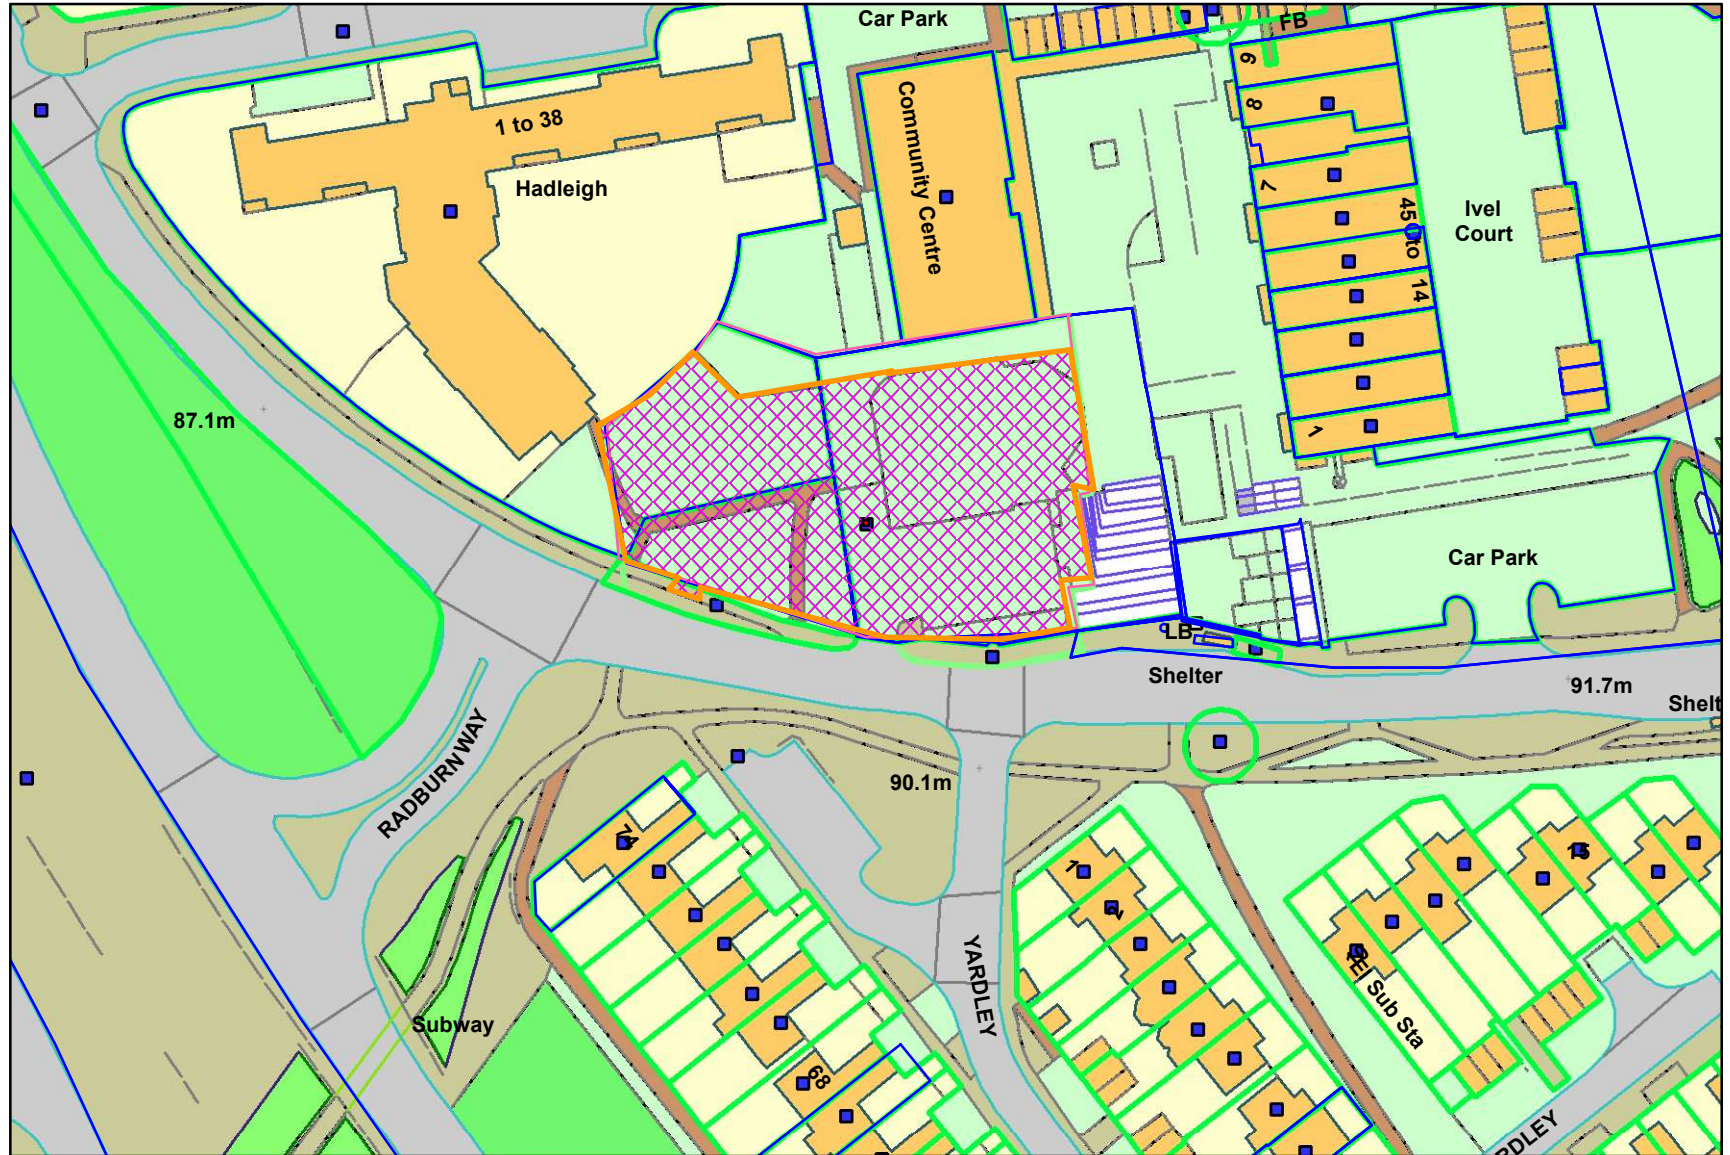 Car Park
FB
9
8
Community Centre
1 to 38
Hadleigh
7
45
to
14
Ivel
Court
87.1m
1
Car Park
LB
Shelter
91.7m
Shelt
RADBURNWAY
90.1m
74
1
2
15
El Sub Sta
YARDLEY
Subway
68
RDLEY